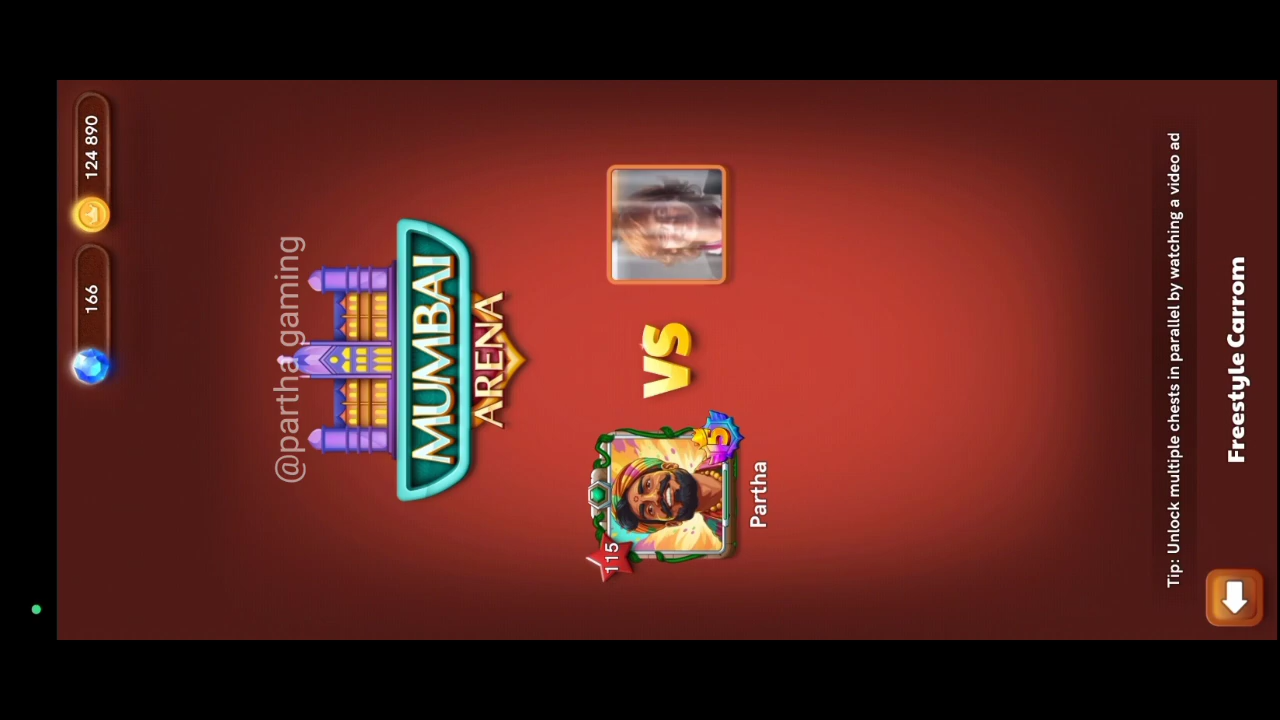 166
124 890
@partha gaming
MUMBAI
ARENA
115
15
VS
Partha
Tip: Unlock multiple chests in parallel by watching a video ad
Freestyle Carrom